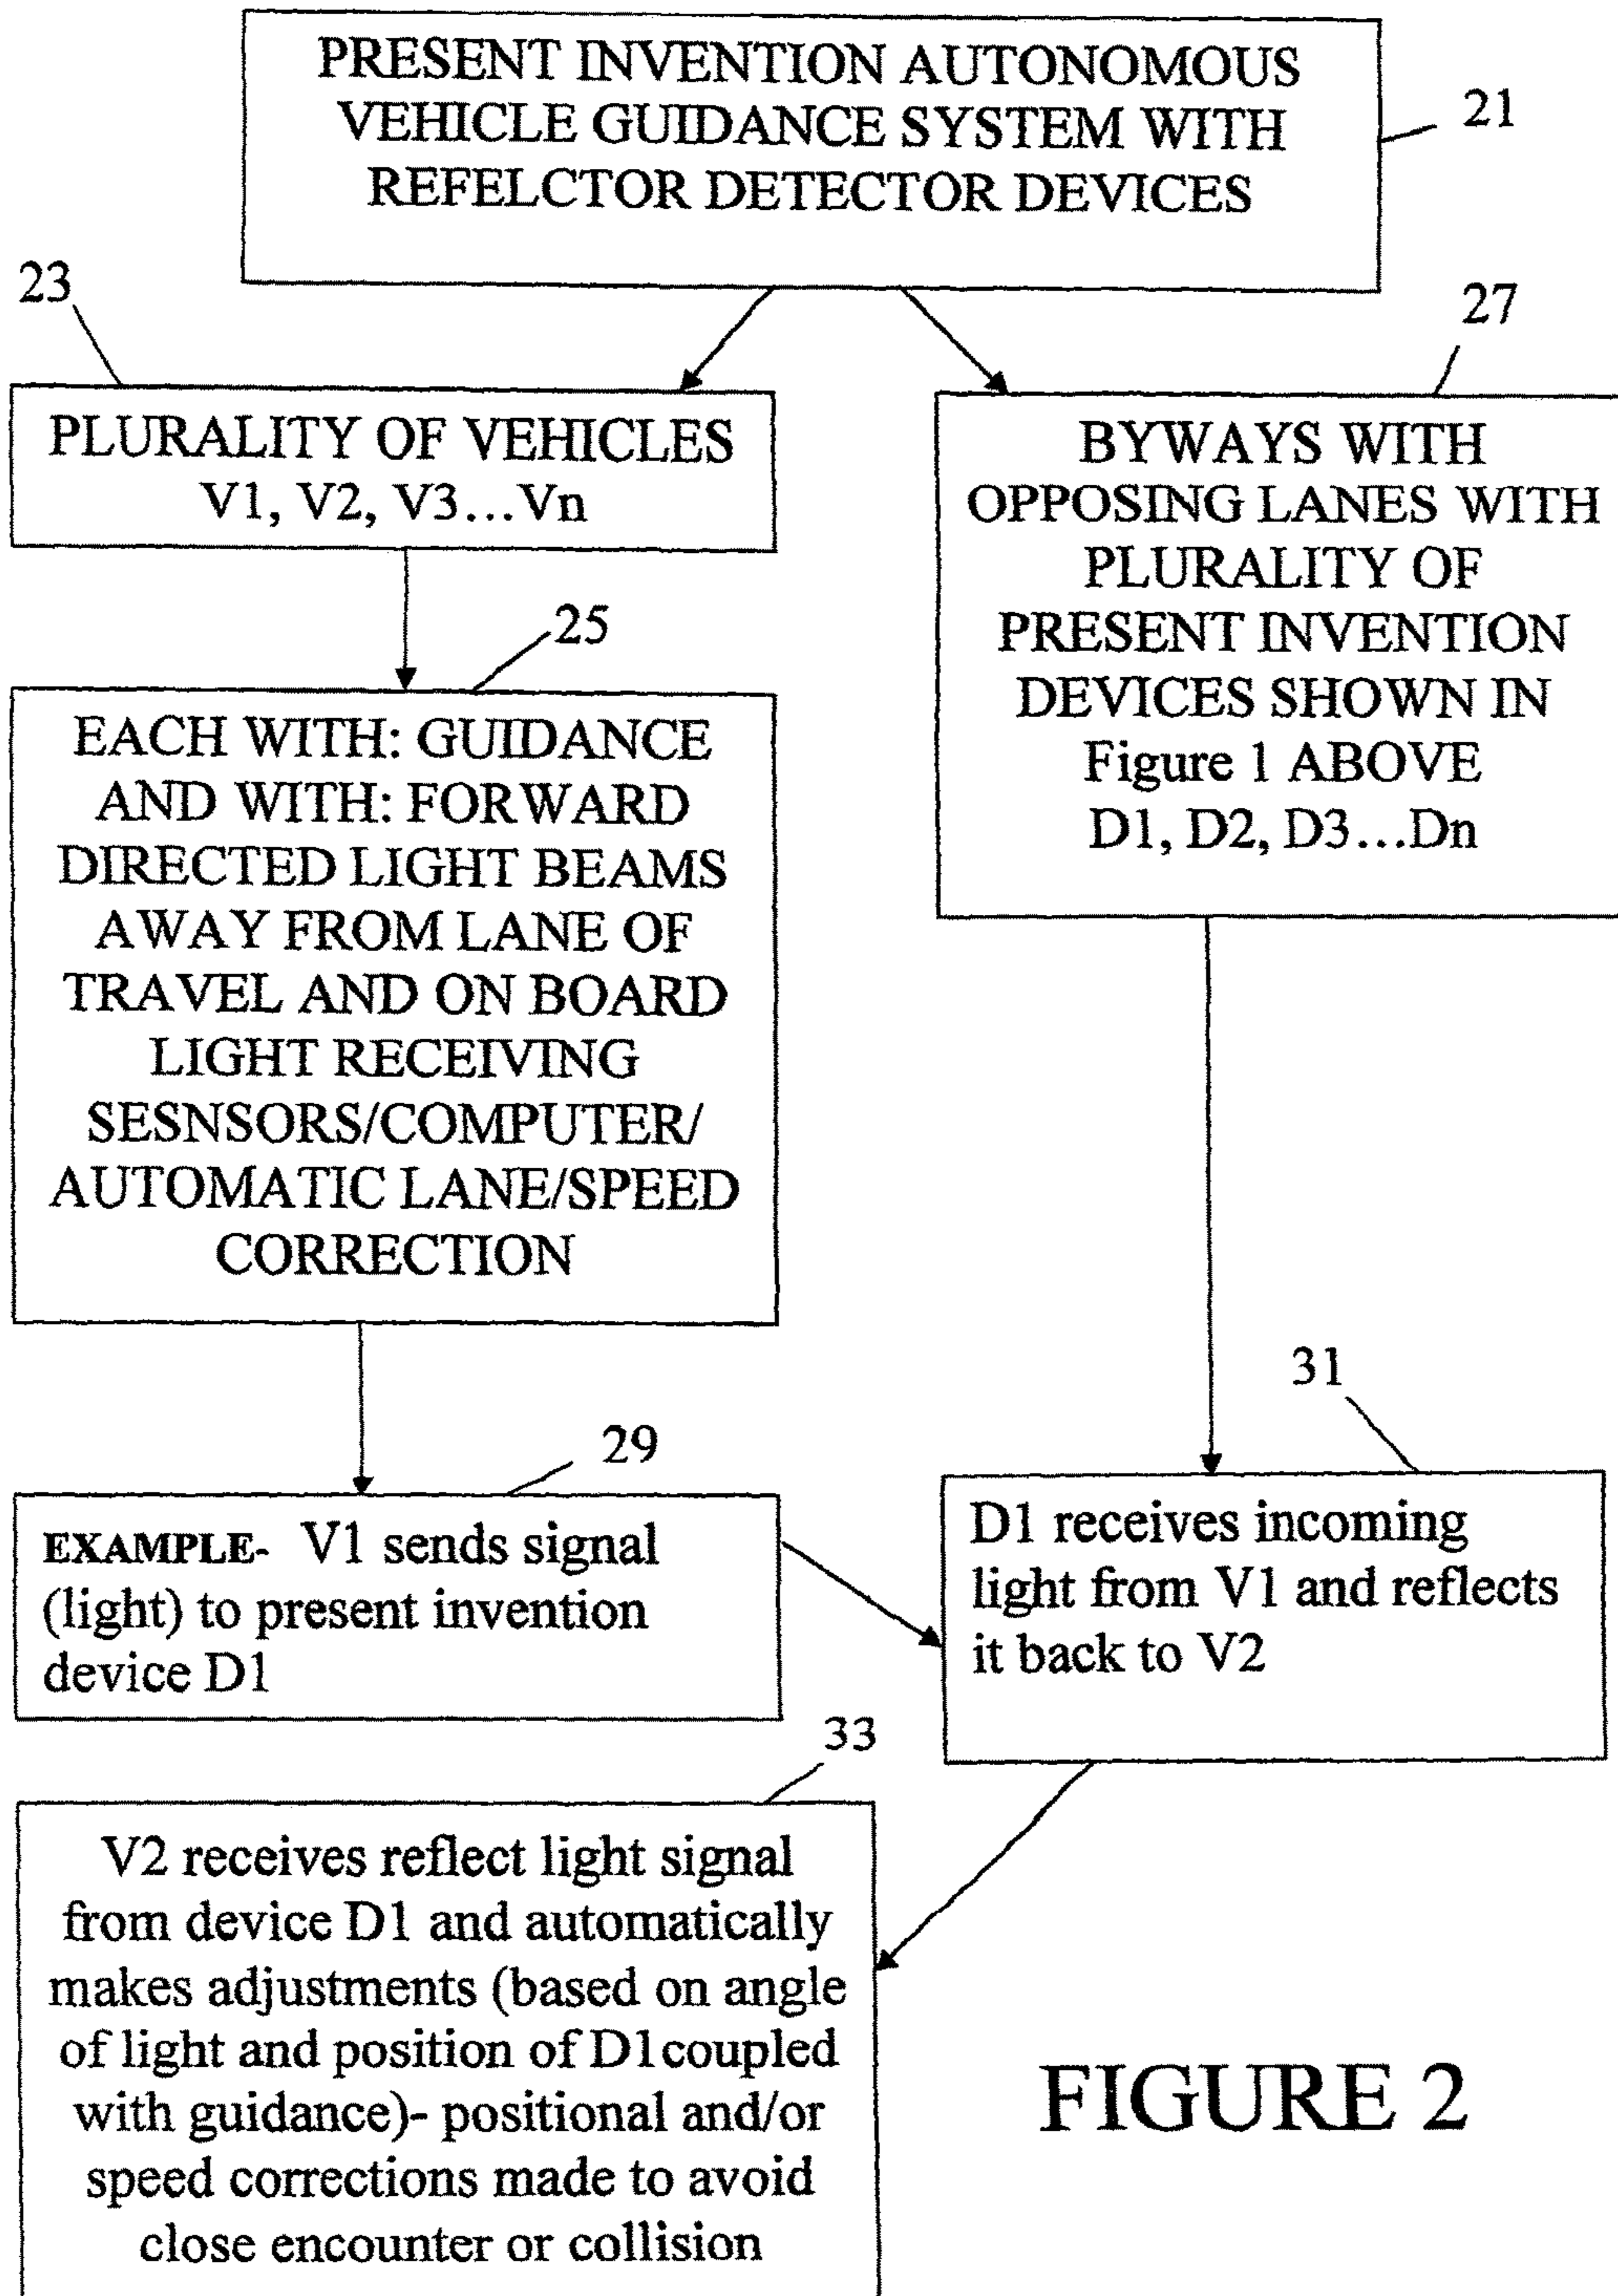 PRESENT INVENTION AUTONOMOUS
VEHICLE GUIDANCE SYSTEM WITH
REFELCTOR DETECTOR DEVICES
21
23
27
PLURALITY OF VEHICLES
V1, V2, V3...Vn
BYWAYS WITH
OPPOSING LANES WITH
PLURALITY OF
PRESENT INVENTION
DEVICES SHOWN IN
Figure 1 ABOVE
D1, D2, D3...Dn
25
EACH WITH: GUIDANCE
AND WITH: FORWARD
DIRECTED LIGHT BEAMS
AWAY FROM LANE OF
TRAVEL AND ON BOARD
LIGHT RECEIVING
SESNSORS/COMPUTER/
AUTOMATIC LANE/SPEED
CORRECTION
29
31
EXAMPLE- V1 sends signal
(light) to present invention
device D1
D1 receives incoming
light from V1 and reflects
it back to V2
33
V2 receives reflect light signal
from device D1 and automatically
makes adjustments (based on angle
of light and position of D1coupled
with guidance)- positional and/or
speed corrections made to avoid
close encounter or collision
FIGURE 2